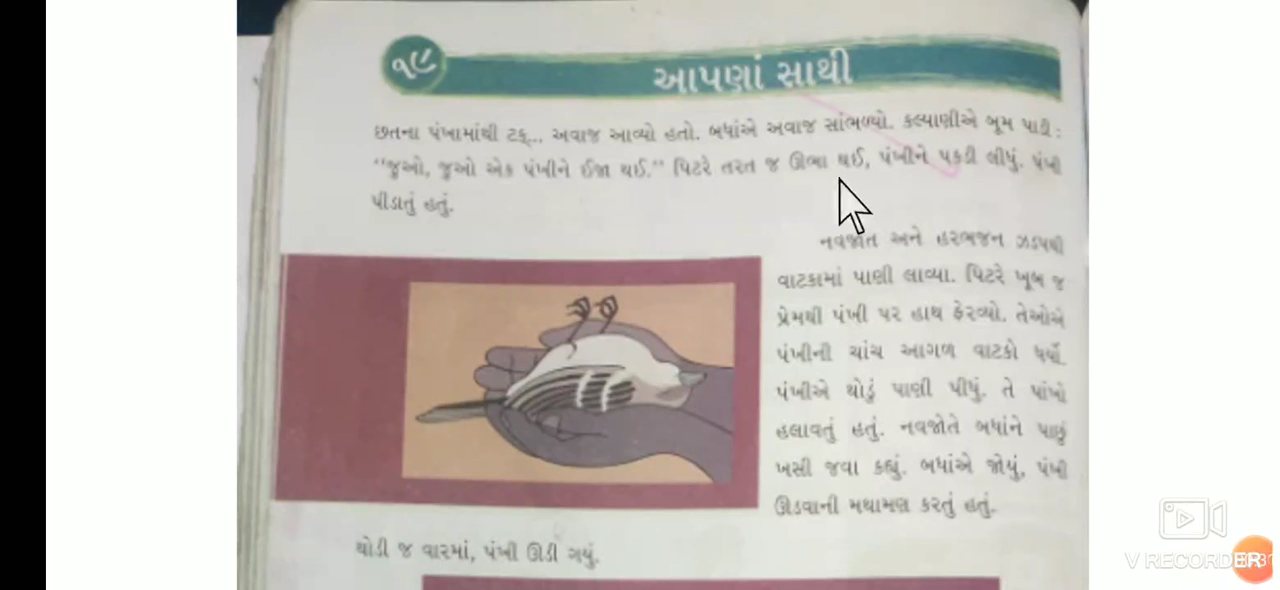 ૧૯
આપણાં સાથી
છતના પંખામાંથી ટક્... અવાજ આવ્યો હતો. બધાંએ અવાજ સાંભળ્યો. કલ્યાણીએ બૂમ પાડી :
“જુઓ, જુઓ એક પંખીને ઈજા થઈ.” પિટરે તરત જ ઊભા થઈ, પંખીને પકડી લીધું. પંખી
પીડાતું હતું.
નવજોત અને હરભજન ઝડપથી
વાટકામાં પાણી લાવ્યા. પિટરે ખૂબ જ
પ્રેમથી પંખી પર હાથ ફેરવ્યો. તેઓએ
પંખીની ચાંચ આગળ વાટકો ધર્યો.
પંખીએ થોડું પાણી પીધું. તે પાંખો
હલાવતું હતું. નવજોતે બધાંને પાછું
ખસી જવા કહ્યું. બધાંએ જોયું, પંખી
ઊડવાની મથામણ કરતું હતું.
થોડી જ વારમાં, પંખી ઊડી ગયું.
V RECORDER